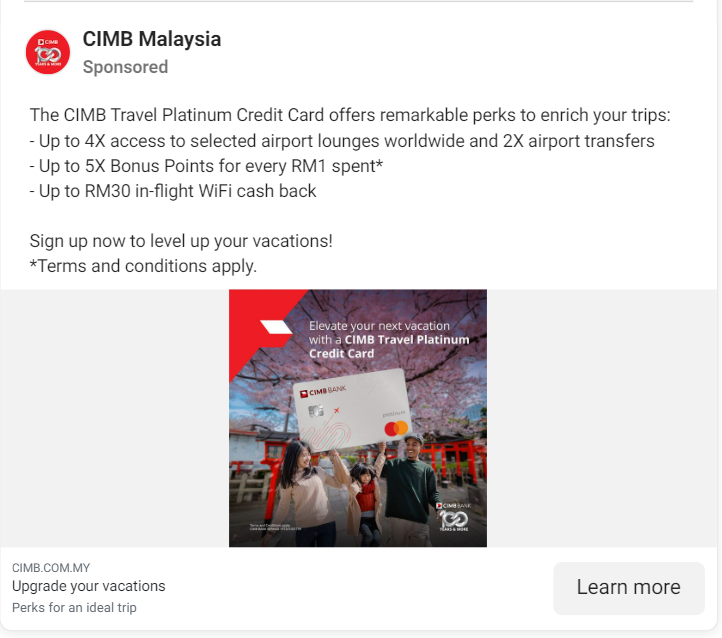 CIMB
100
YEARS & MORE
CIMB Malaysia
Sponsored
The CIMB Travel Platinum Credit Card offers remarkable perks to enrich your trips:
- Up to 4X access to selected airport lounges worldwide and 2X airport transfers
- Up to 5X Bonus Points for every RM1 spent*
- Up to RM30 in-flight WiFi cash back
Sign up now to level up your vacations!
*Terms and conditions apply.
Elevate your next vacation
with a CIMB Travel Platinum
Credit Card
CIMB BANK
platinum
CIMB BANK
100
YEARS & MORE
Terms and Conditions apply.
CIMB.COM.MY
Upgrade your vacations
Perks for an ideal trip
Learn more